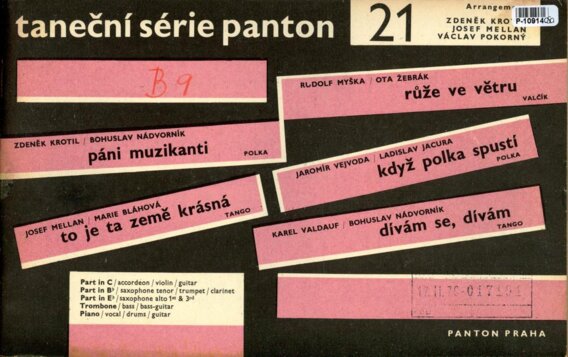 taneční série panton
21
Arrangement
ZDENĚK KROTIL
JOSEF MELLAN
VÁCLAV POKORNÝ
B 9
RUDOLF MYŠKA / OTA ŽEBRÁK
růže ve větru
VALČÍK
ZDENĚK KROTIL / BOHUSLAV NÁDVORNÍK
páni muzikanti
POLKA
JAROMÍR VEJVODA / LADISLAV JACURA
když polka spustí
POLKA
JOSEF MELLAN / MARIE BLÁHOVÁ
to je ta země krásná
TANGO
KAREL VALDAUF / BOHUSLAV NÁDVORNÍK
dívám se, dívám
TANGO
Part in C / accordéon / violin / guitar
Part in B♭ / saxophone tenor / trumpet / clarinet
Part in E♭ / saxophone alto 1st & 3rd
Trombone / bass / bass-guitar
Piano / vocal / drums / guitar
PANTON PRAHA